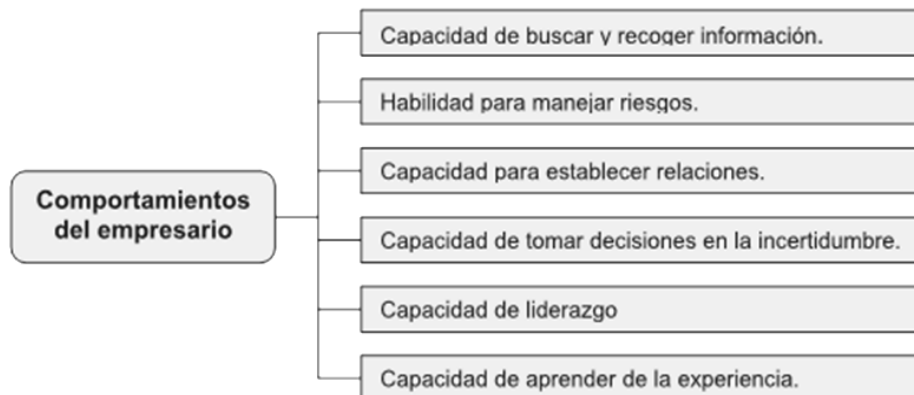 Comportamientos
del empresario
Capacidad de buscar y recoger información.
Habilidad para manejar riesgos.
Capacidad para establecer relaciones.
Capacidad de tomar decisiones en la incertidumbre.
Capacidad de liderazgo
Capacidad de aprender de la experiencia.